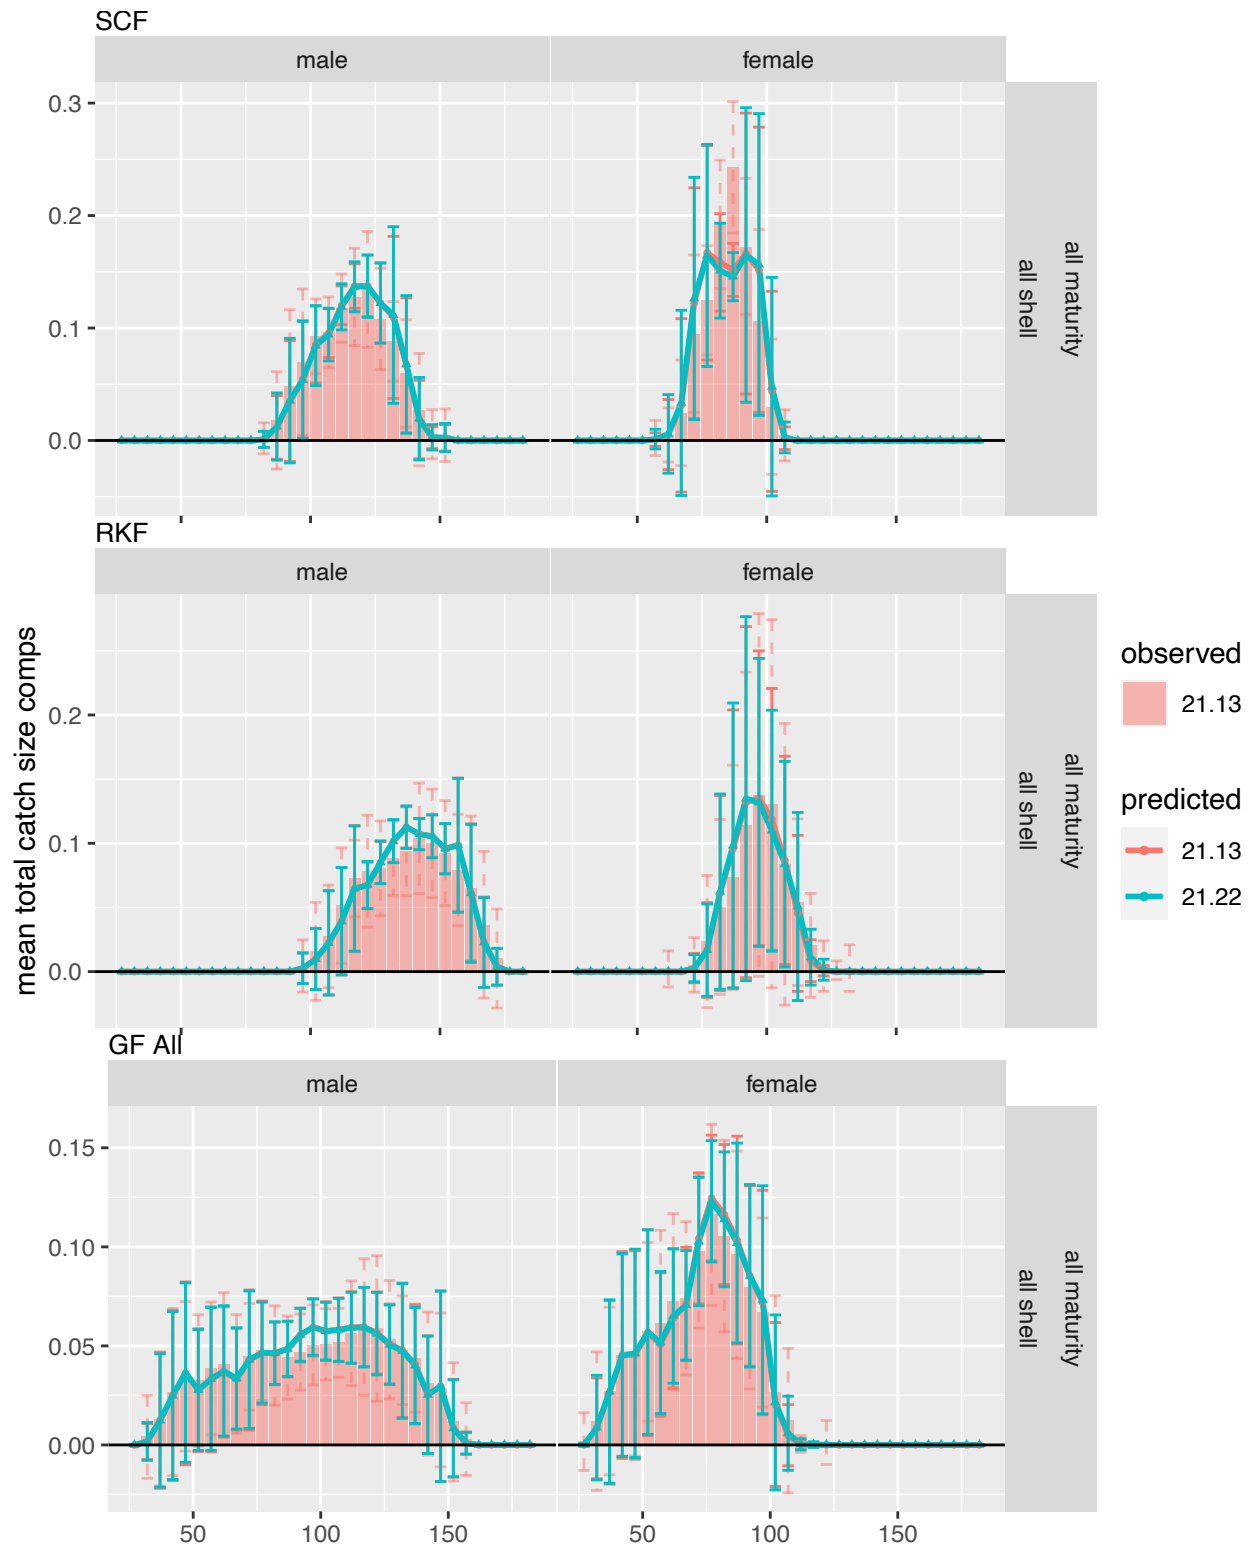 SCF
male female
0.3
0.2
0.1
0.0
all shell
all maturity
RKF
male female
0.2
0.1
0.0
all shell
all maturity
GF All
male female
0.15
0.10
0.05
0.00
all shell
all maturity
50 100 150 50 100 150
mean total catch size comps
observed
21.13
predicted
21.13
21.22